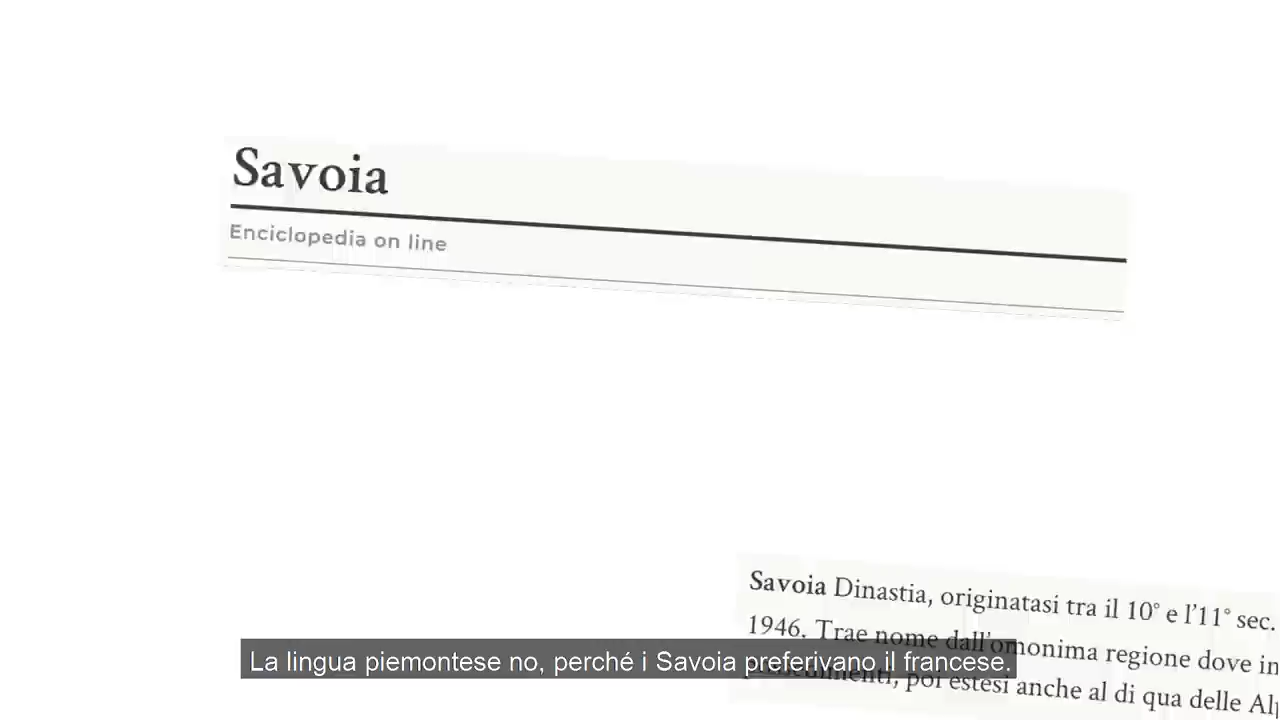 Savoia
Enciclopedia on line
Savoia Dinastia, originatasi tra il 10° e l'11° sec.
1946. Trae nome dall'omonima regione dove
poi estesi anche al di qua delle
La lingua piemontese no, perché i Savoia preferivano il francese.